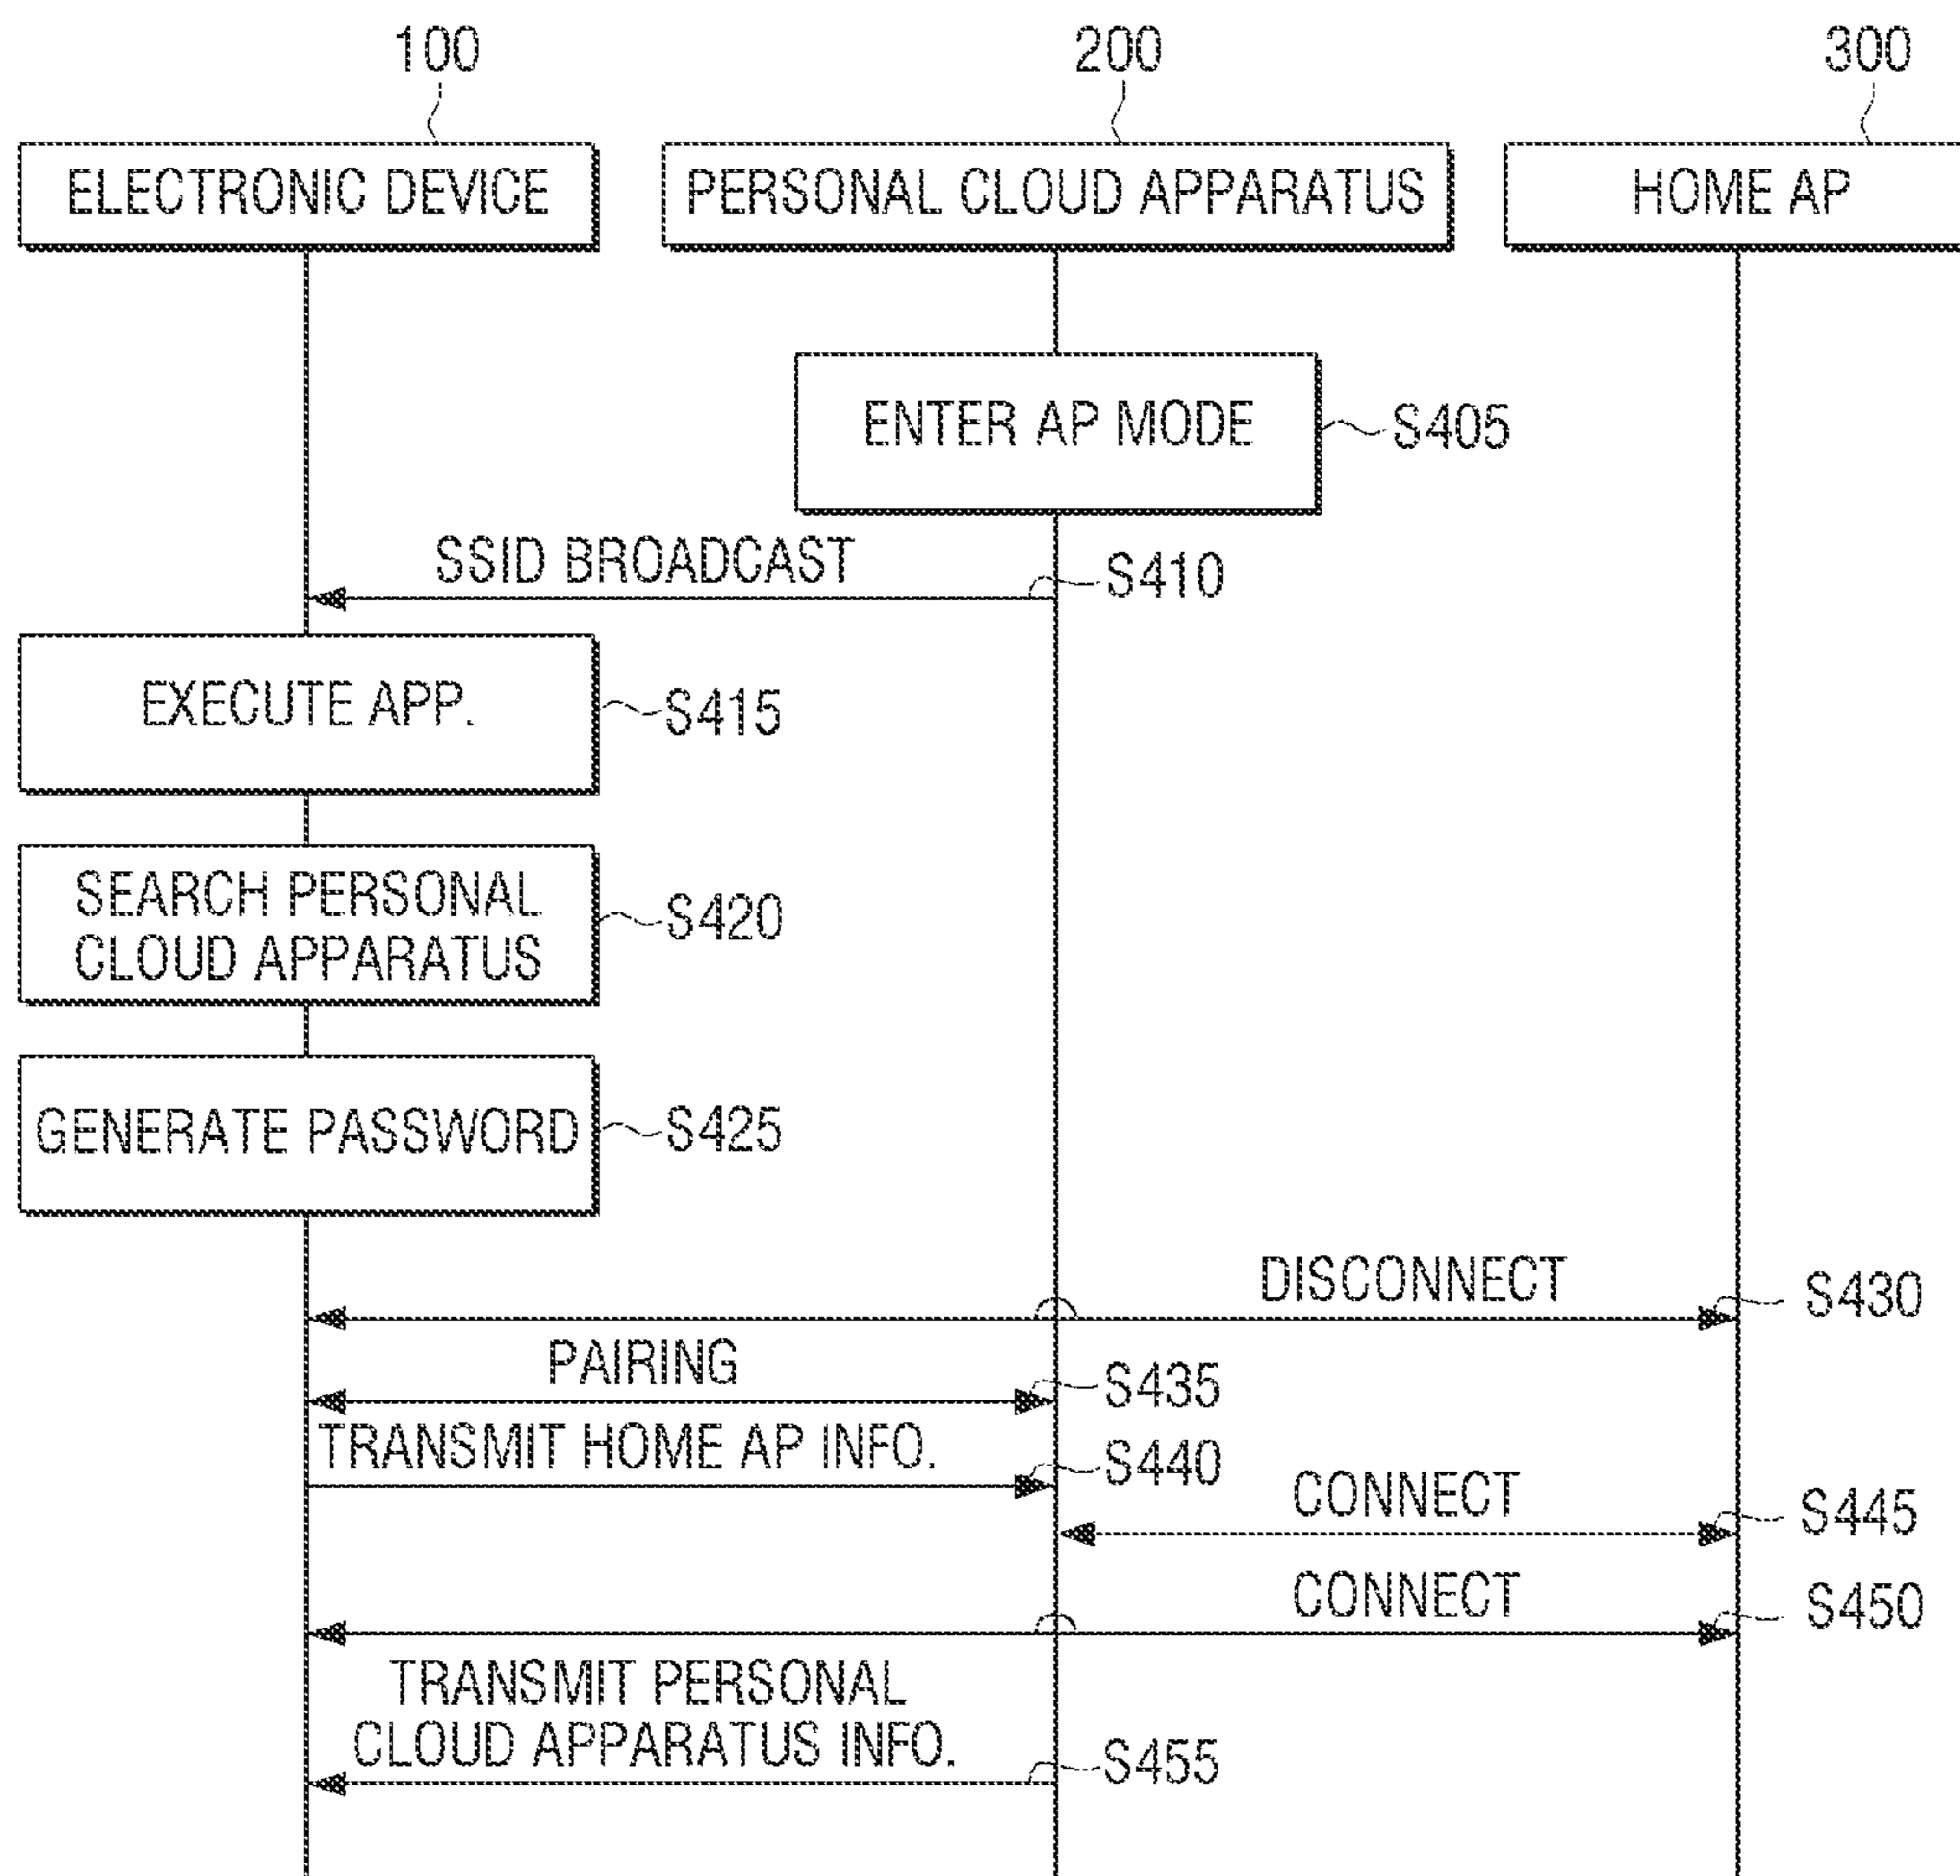 100
200
300
ELECTRONIC DEVICE
PERSONAL CLOUD APPARATUS
HOME AP
ENTER AP MODE
S405
SSID BROADCAST
S410
EXECUTE APP.
S415
SEARCH PERSONAL
CLOUD APPARATUS
S420
GENERATE PASSWORD
S425
DISCONNECT
S430
PAIRING
S435
TRANSMIT HOME AP INFO.
S440
CONNECT
S445
CONNECT
S450
TRANSMIT PERSONAL
CLOUD APPARATUS INFO.
S455